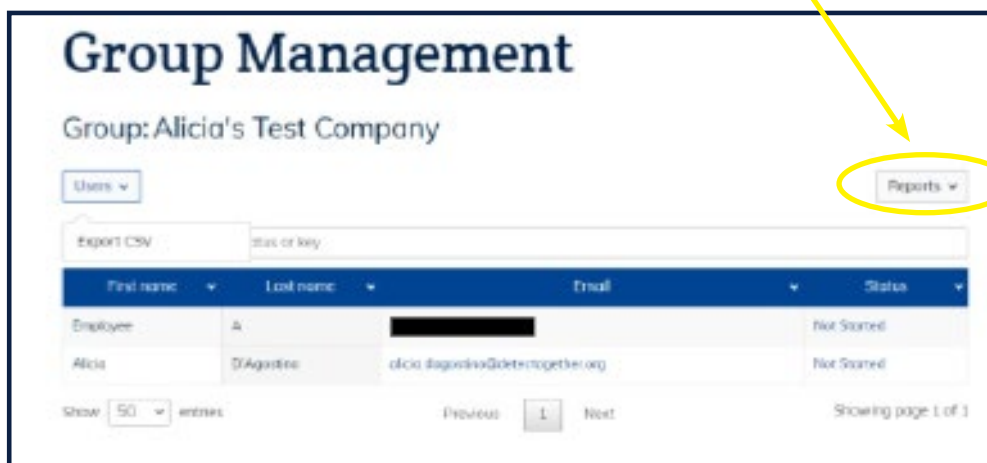 Group Management
Group: Alicia's Test Company
Users
Reports
Export CSV
status or key
First name Last name Email Status
Employee A Not Started
Alicia D'Agostino alicia.dagostino@detectogether.org Not Started
Show 50 entries Previous 1 Next Showing page 1 of 1